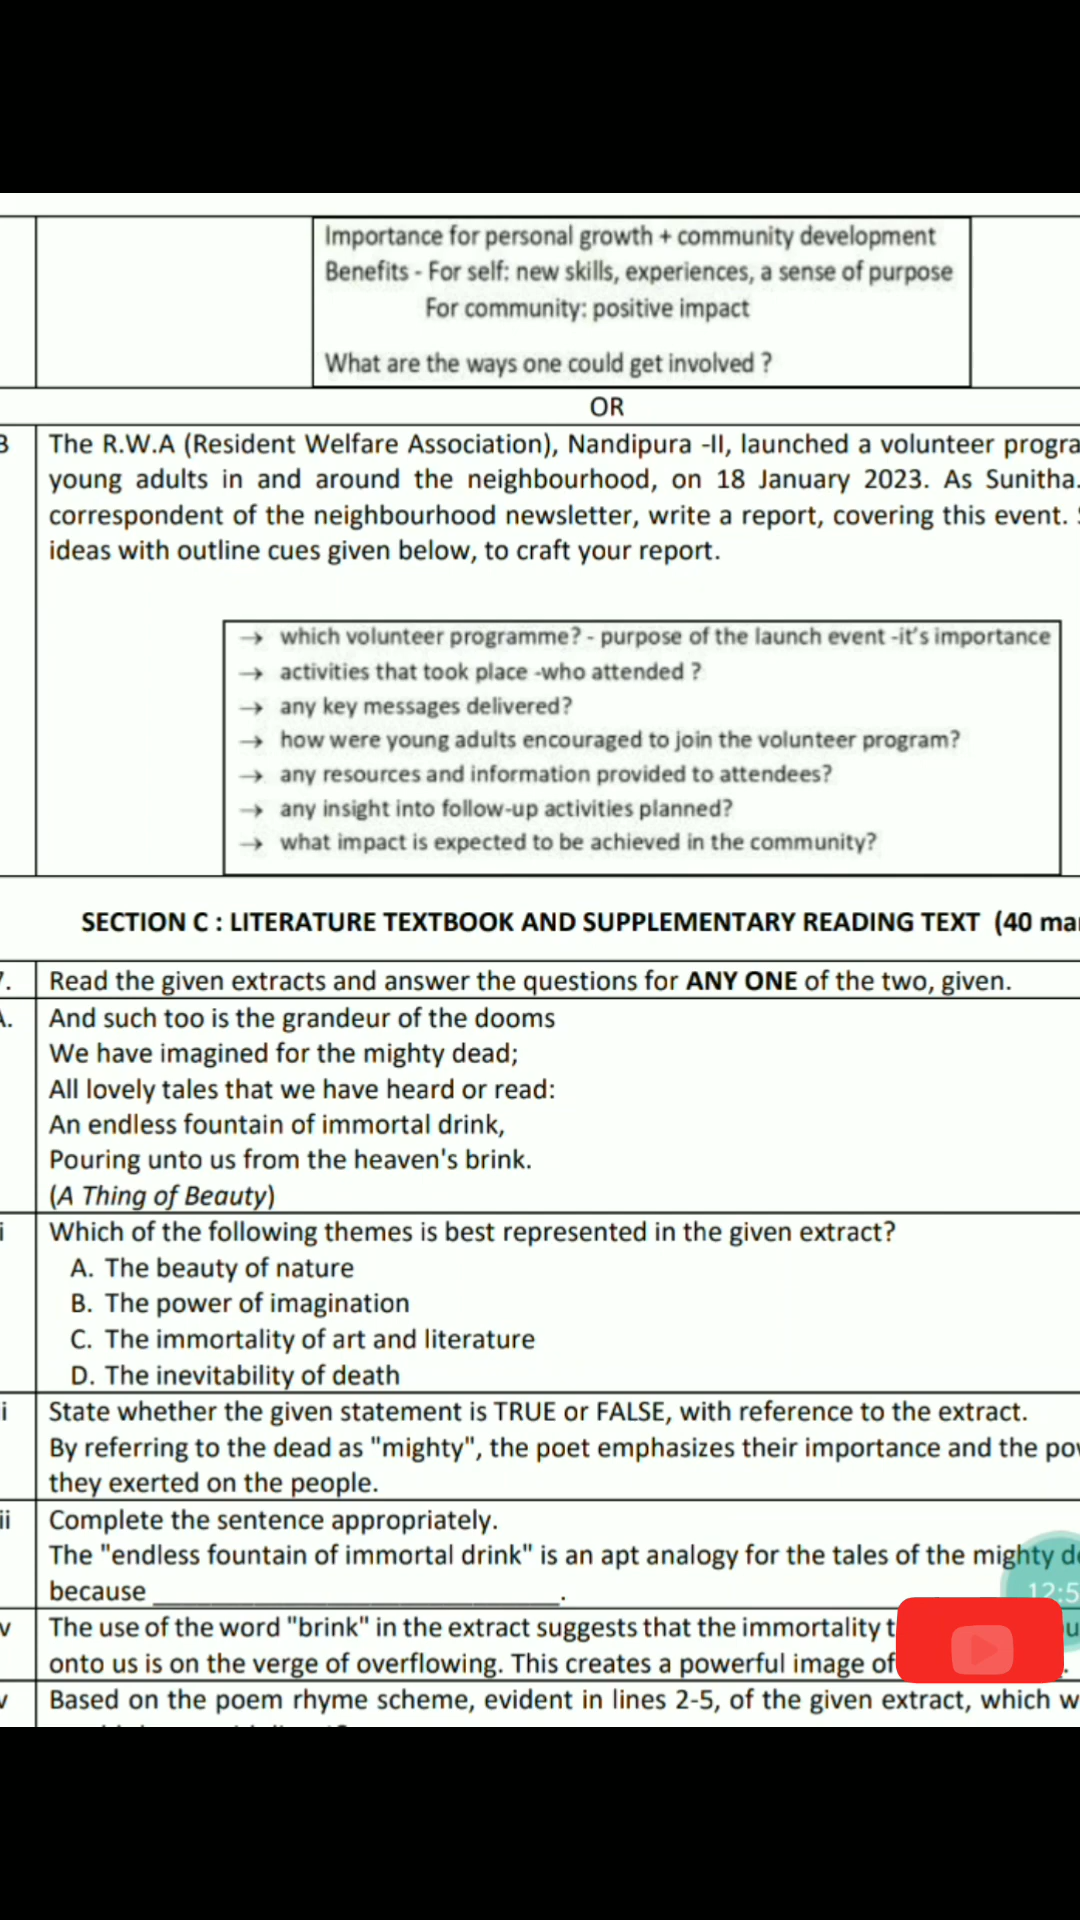 Importance for personal growth + community development
Benefits - For self: new skills, experiences, a sense of purpose
For community: positive impact
What are the ways one could get involved ?
OR
The R.W.A (Resident Welfare Association), Nandipura -II, launched a volunteer progra
young adults in and around the neighbourhood, on 18 January 2023. As Sunitha.
correspondent of the neighbourhood newsletter, write a report, covering this event.
ideas with outline cues given below, to craft your report.
→ which volunteer programme? - purpose of the launch event -it's importance
→ activities that took place -who attended ?
→ any key messages delivered?
→ how were young adults encouraged to join the volunteer program?
→ any resources and information provided to attendees?
→ any insight into follow-up activities planned?
→ what impact is expected to be achieved in the community?
SECTION C : LITERATURE TEXTBOOK AND SUPPLEMENTARY READING TEXT (40 mar
7. Read the given extracts and answer the questions for ANY ONE of the two, given.
A. And such too is the grandeur of the dooms
We have imagined for the mighty dead;
All lovely tales that we have heard or read:
An endless fountain of immortal drink,
Pouring unto us from the heaven's brink.
(A Thing of Beauty)
i Which of the following themes is best represented in the given extract?
A. The beauty of nature
B. The power of imagination
C. The immortality of art and literature
D. The inevitability of death
i State whether the given statement is TRUE or FALSE, with reference to the extract.
By referring to the dead as "mighty", the poet emphasizes their importance and the pow
they exerted on the people.
ii Complete the sentence appropriately.
The "endless fountain of immortal drink" is an apt analogy for the tales of the mighty de
because ______________________________.
v The use of the word "brink" in the extract suggests that the immortality t
onto us is on the verge of overflowing. This creates a powerful image of
v Based on the poem rhyme scheme, evident in lines 2-5, of the given extract, which w
12:5